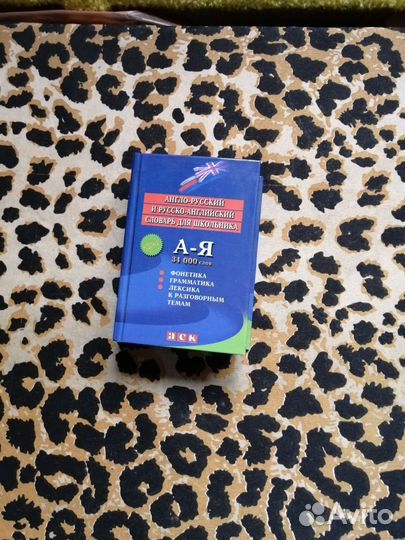 АНГЛО-РУССКИЙ
И РУССКО-АНГЛИЙСКИЙ
СЛОВАРЬ ДЛЯ ШКОЛЬНИКА
А-Я
34 000 слов
ФОНЕТИКА
ГРАММАТИКА
ЛЕКСИКА
К РАЗГОВОРНЫМ
ТЕМАМ
аск
Avito